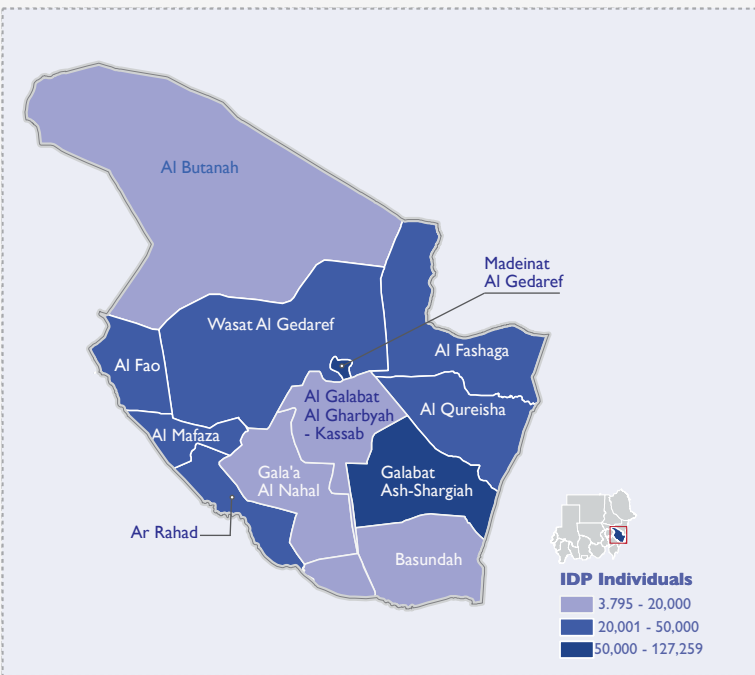 Al Butanah
Madeinat
Al Gedaref
Wasat Al Gedaref
Al Fashaga
Al Fao
Al Galabat
Al Gharbyah
- Kassab
Al Qureisha
Al Mafaza
Gala'a
Al Nahal
Galabat
Ash-Shargiah
Ar Rahad
Basundah
IDP Individuals
3.795 - 20,000
20,001 - 50,000
50,000 - 127,259